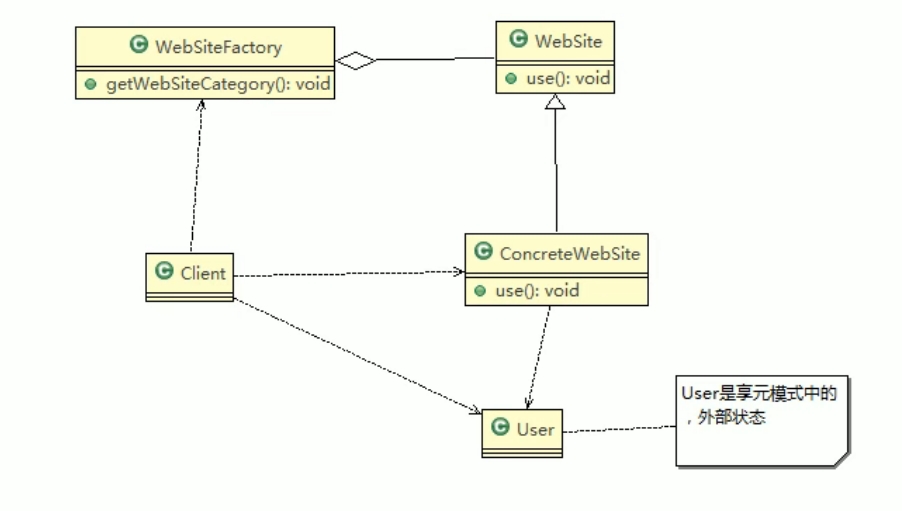 WebSiteFactory
getWebSiteCategory(): void
WebSite
use(): void
Client
ConcreteWebSite
use(): void
User
User是享元模式中的
，外部状态